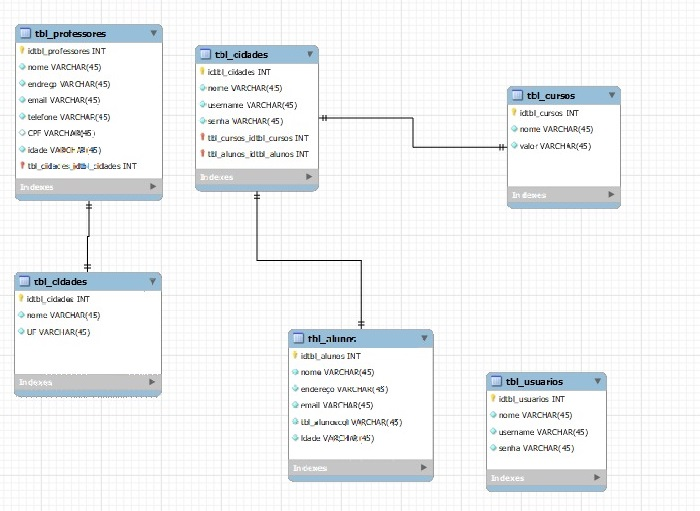 tbl_professores
idtbl_professores INT
nome VARCHAR(45)
endreço VARCHAR(45)
email VARCHAR(45)
telefone VARCHAR(45)
CPF VARCHAR(45)
idade VARCHAR(45)
tbl_cidades_idtbl_cidades INT
Indexes
tbl_cidades
idtbl_cidades INT
nome VARCHAR(45)
username VARCHAR(45)
senha VARCHAR(45)
tbl_cursos_idtbl_cursos INT
tbl_alunos_idtbl_alunos INT
Indexes
tbl_cursos
idtbl_cursos INT
nome VARCHAR(45)
valor VARCHAR(45)
Indexes
tbl_cidades
idtbl_cidades INT
nome VARCHAR(45)
UF VARCHAR(45)
Indexes
tbl_alunos
idtbl_alunos INT
nome VARCHAR(45)
endereço VARCHAR(45)
email VARCHAR(45)
tbl_alunoscol VARCHAR(45)
Idade VARCHAR(45)
Indexes
tbl_usuarios
idtbl_usuarios INT
nome VARCHAR(45)
username VARCHAR(45)
senha VARCHAR(45)
Indexes